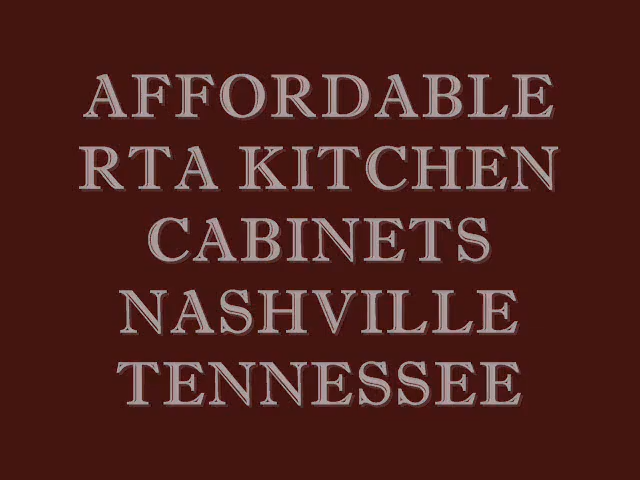 AFFORDABLE
RTA KITCHEN
CABINETS
NASHVILLE
TENNESSEE